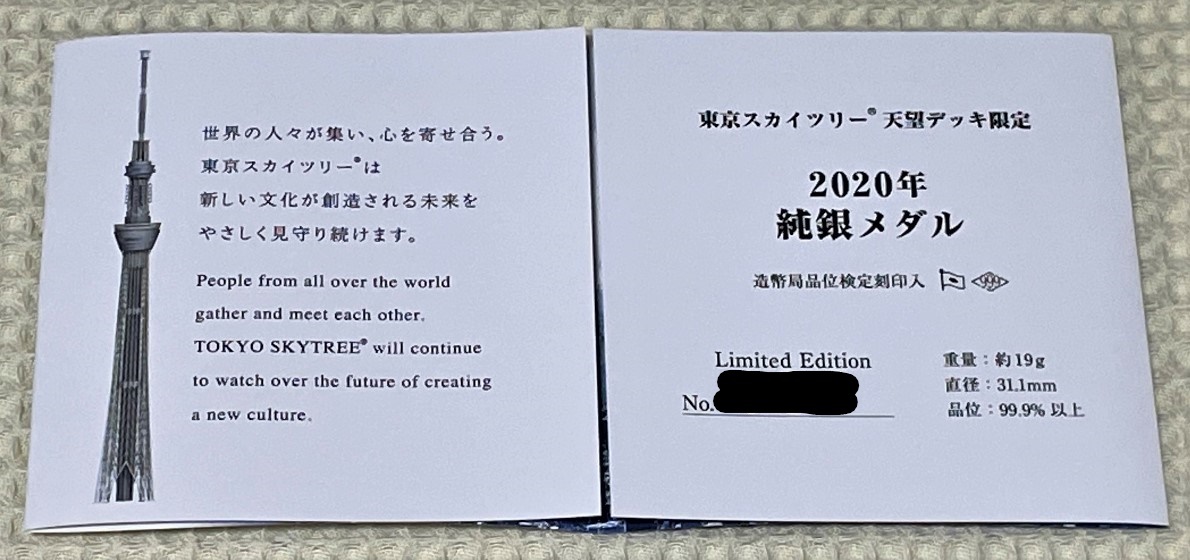 世界の人々が集い、心を寄せ合う。
東京スカイツリー®は
新しい文化が創造される未来を
やさしく見守り続けます。
People from all over the world
gather and meet each other.
TOKYO SKYTREE® will continue
to watch over the future of creating
a new culture.
東京スカイツリー®天望デッキ限定
2020年
純銀メダル
造幣局品位検定刻印入 999
Limited Edition
No.
重量：約19g
直径：31.1mm
品位：99.9% 以上